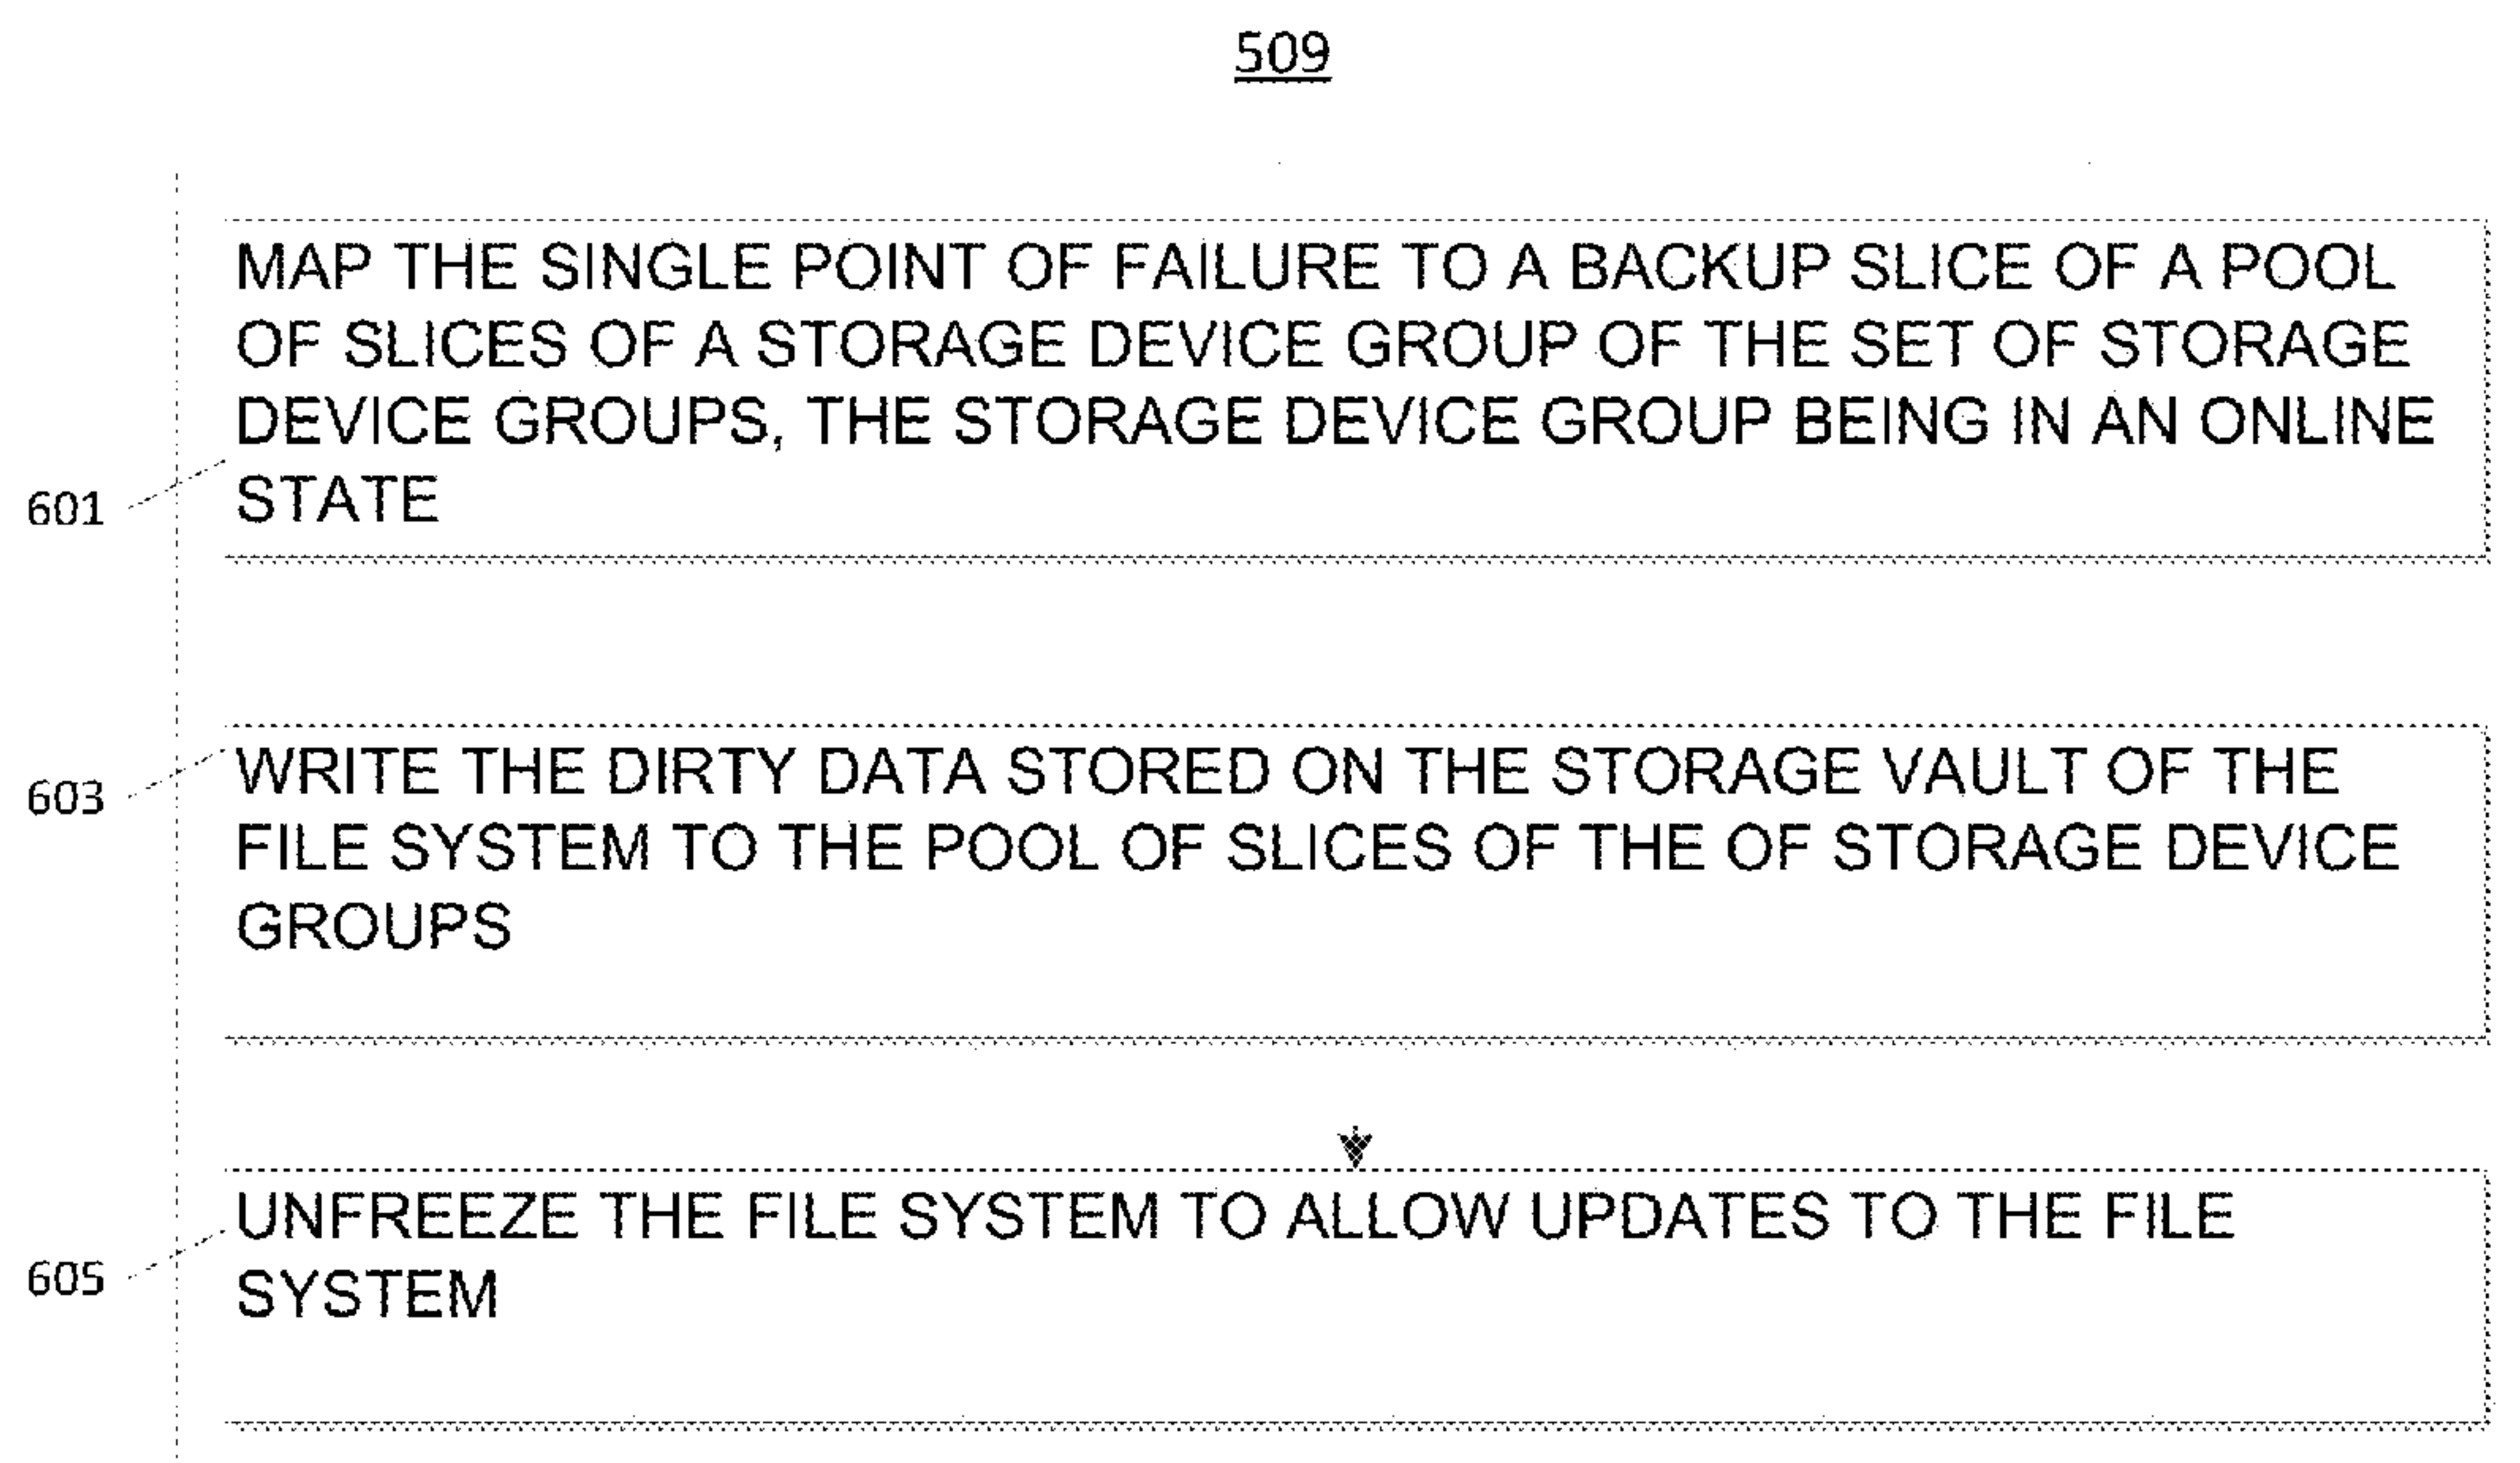 509
MAP THE SINGLE POINT OF FAILURE TO A BACKUP SLICE OF A POOL
OF SLICES OF A STORAGE DEVICE GROUP OF THE SET OF STORAGE
DEVICE GROUPS, THE STORAGE DEVICE GROUP BEING IN AN ONLINE
STATE
601
WRITE THE DIRTY DATA STORED ON THE STORAGE VAULT OF THE
FILE SYSTEM TO THE POOL OF SLICES OF THE OF STORAGE DEVICE
GROUPS
603
UNFREEZE THE FILE SYSTEM TO ALLOW UPDATES TO THE FILE
SYSTEM
605